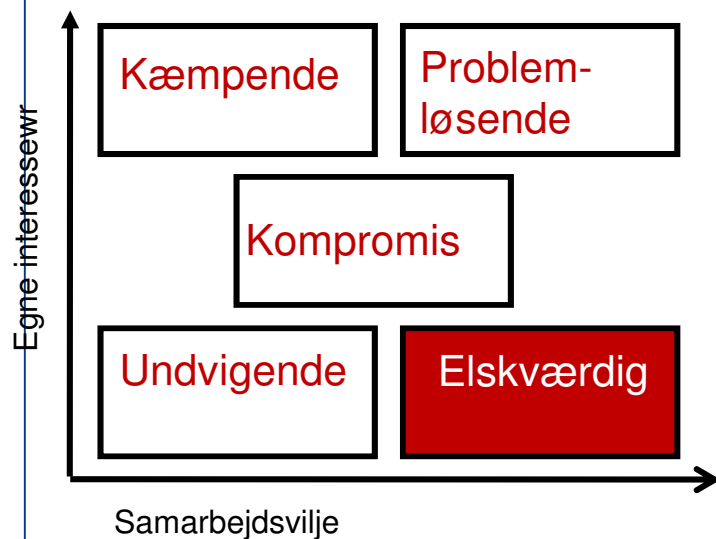 Egne interessewr
Kæmpende
Problem-
løsende
Kompromis
Undvigende
Elskværdig
Samarbejdsvilje